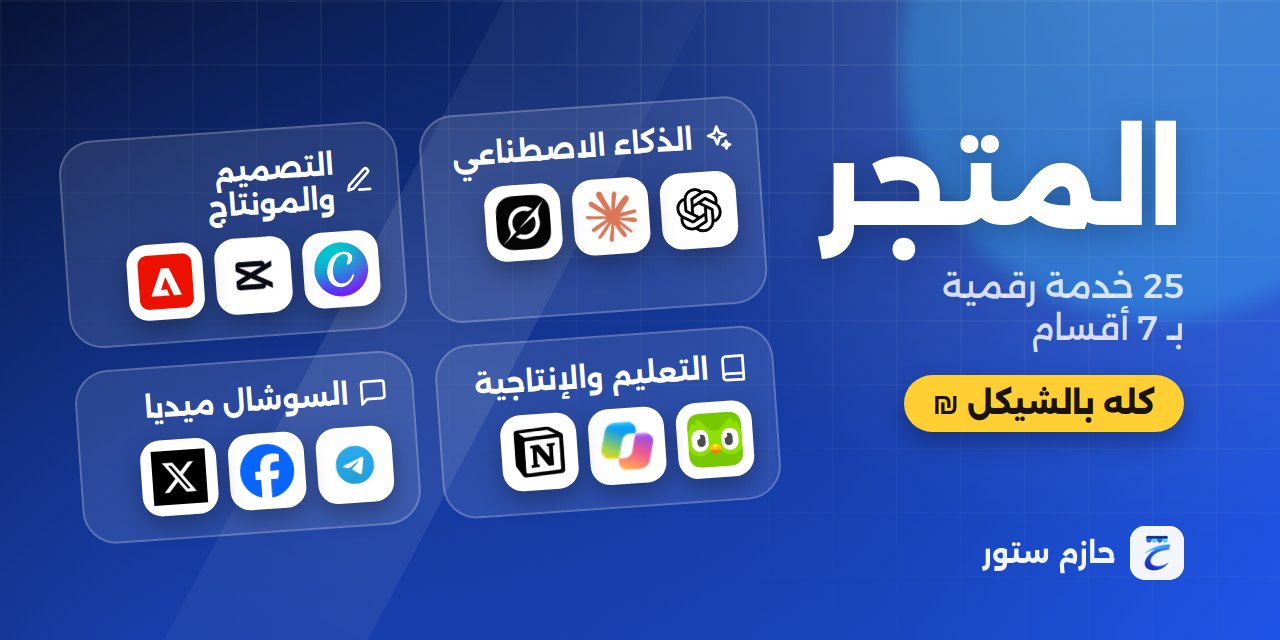 المتجر
25 خدمة رقمية
بـ 7 أقسام
كله بالشيكل ₪
حازم ستور
الذكاء الاصطناعي
التصميم
والمونتاج
التعليم والإنتاجية
السوشال ميديا